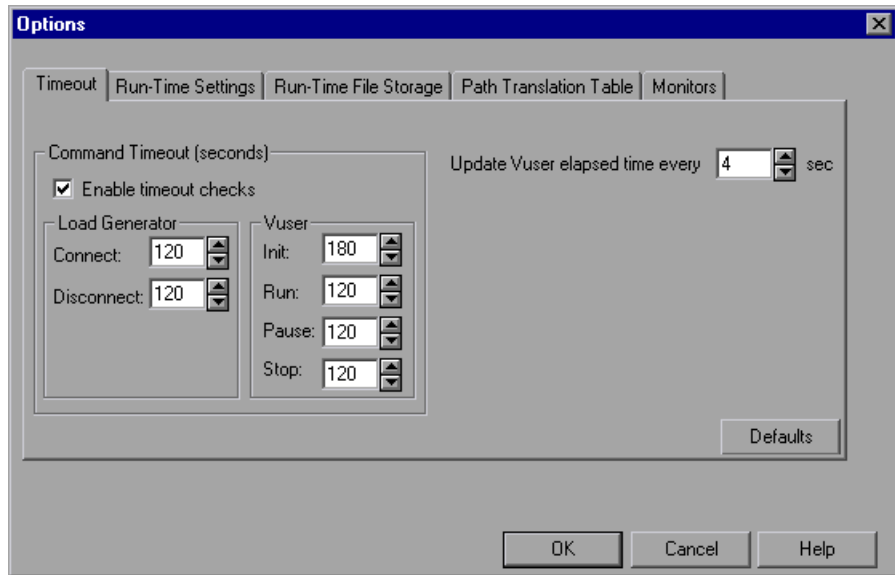 Options
Timeout Run-Time Settings Run-Time File Storage Path Translation Table Monitors
Command Timeout (seconds)
Enable timeout checks
Update Vuser elapsed time every 4 sec
Load Generator
Connect: 120
Disconnect: 120
Vuser
Init: 180
Run: 120
Pause: 120
Stop: 120
Defaults
OK Cancel Help